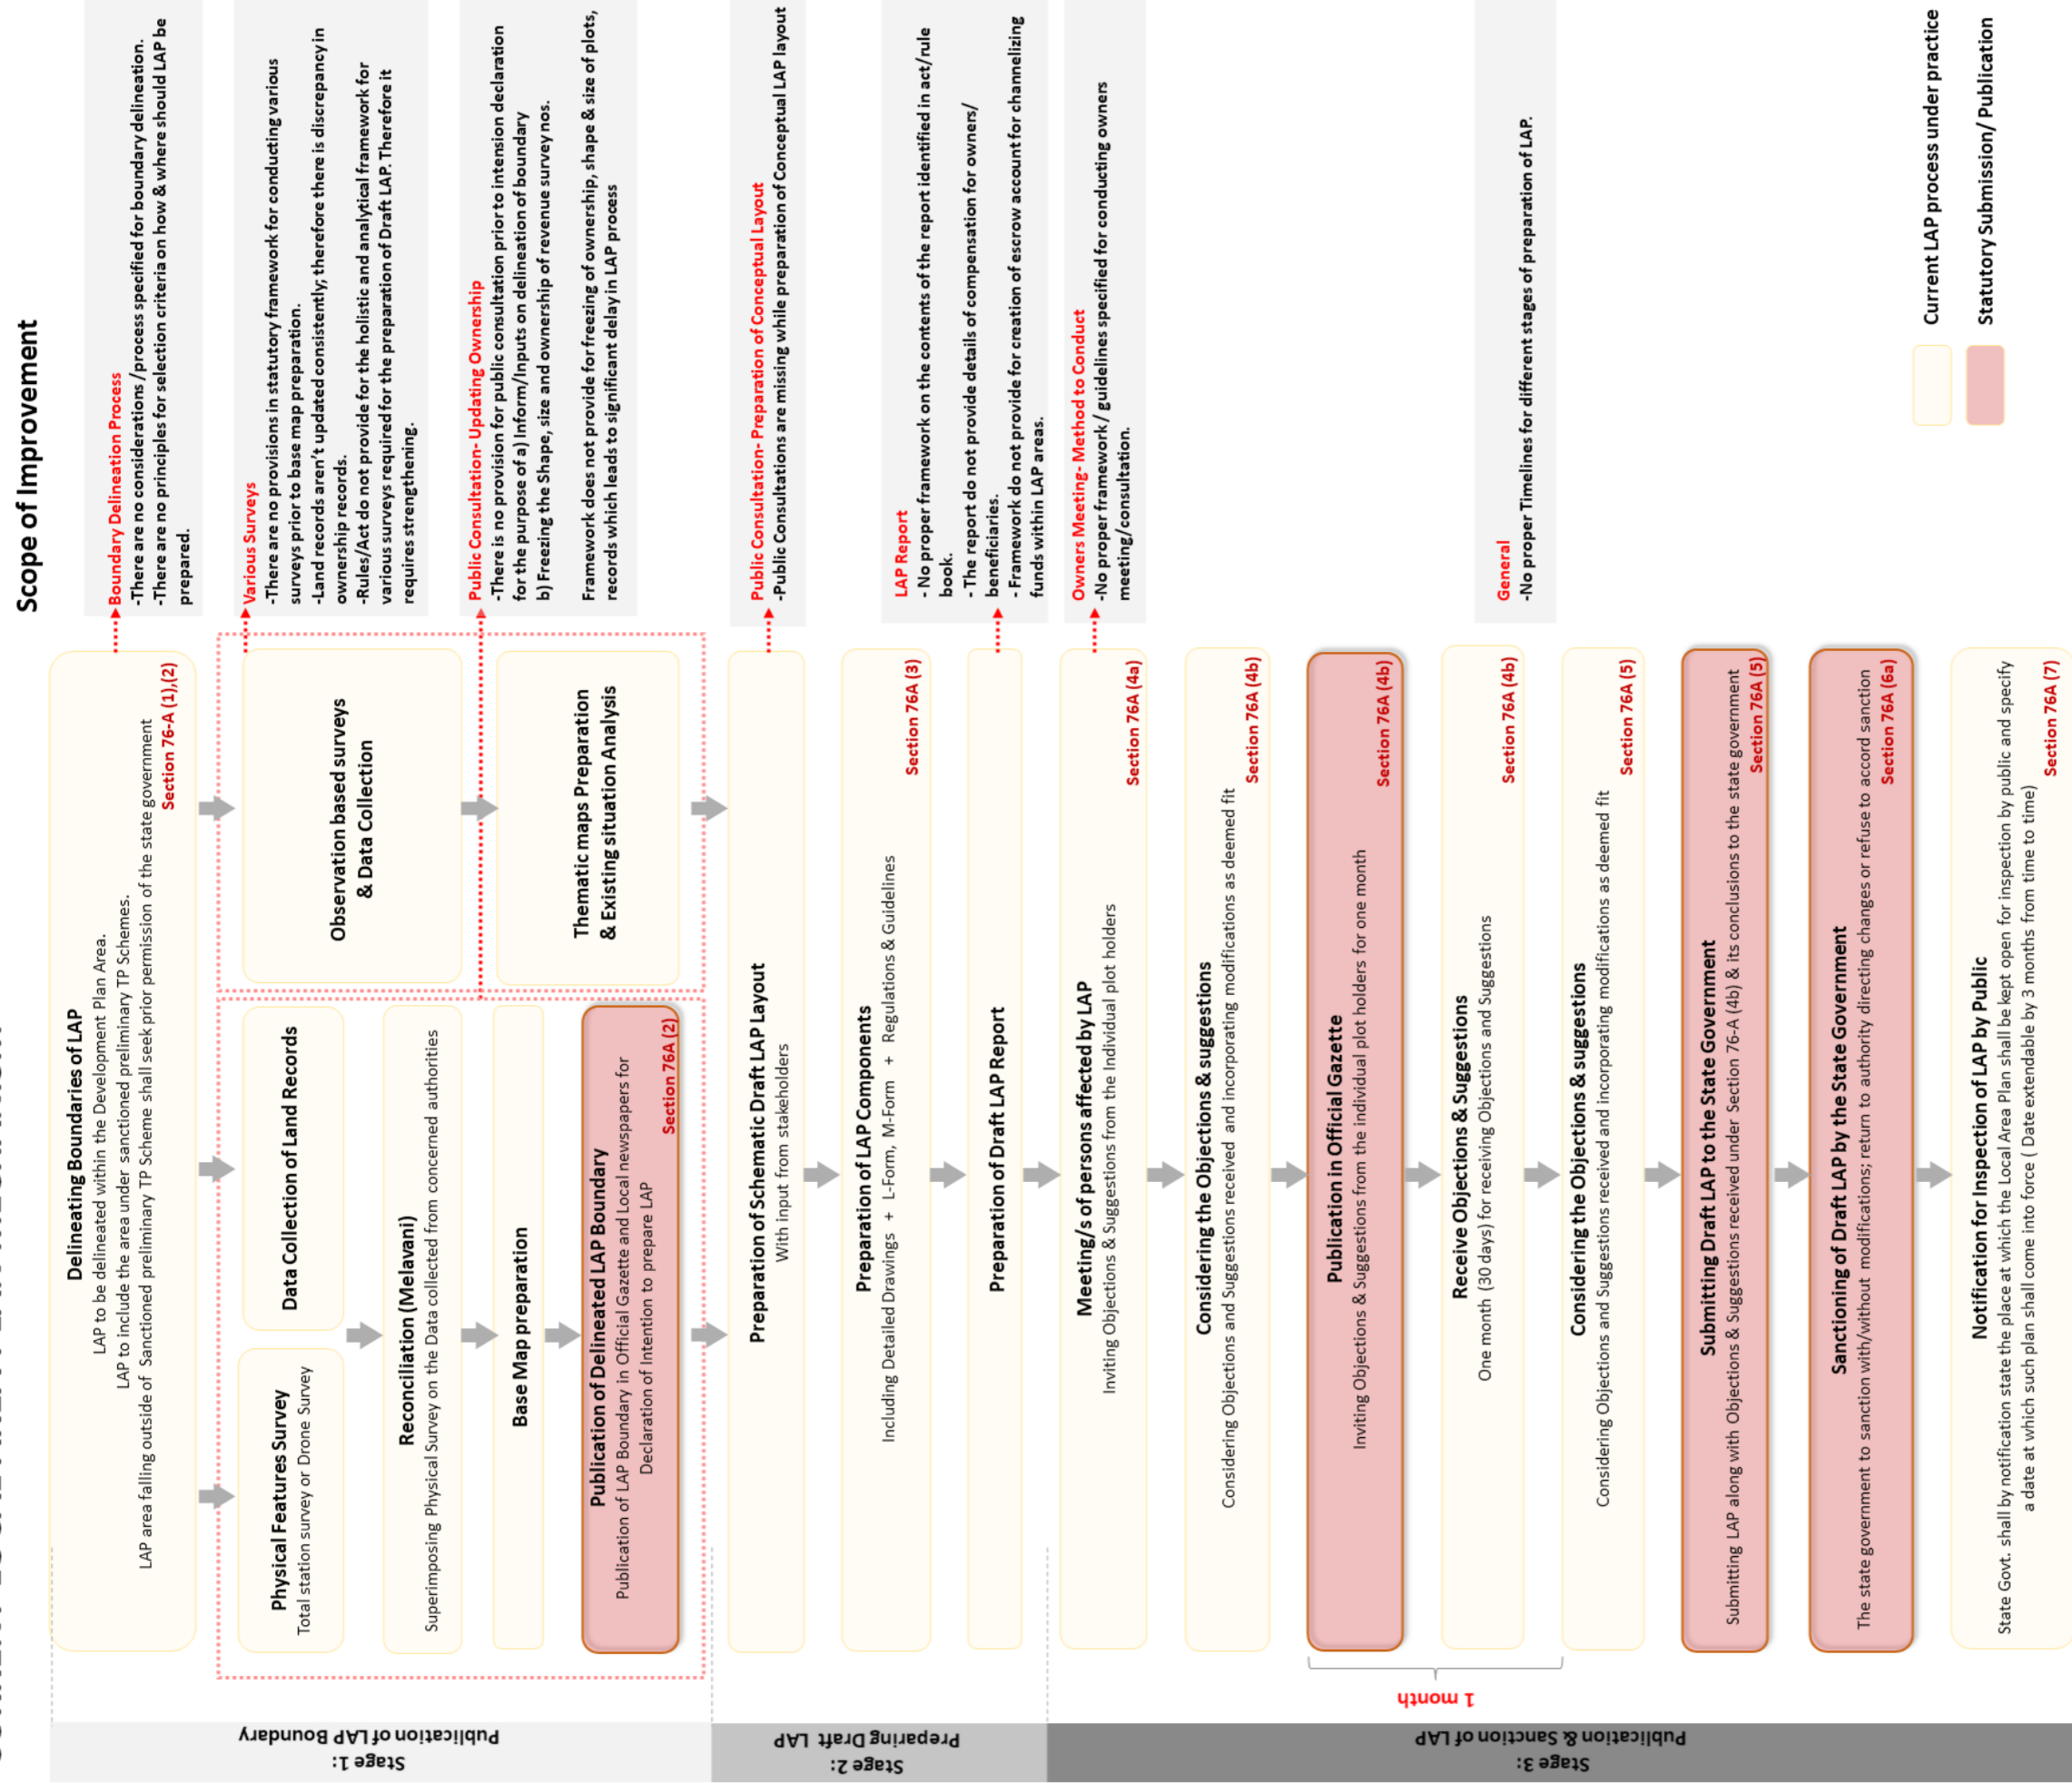 Scope of Improvement
Stage 1:
Publication of LAP Boundary
Delineating Boundaries of LAP
LAP to be delineated within the Development Plan Area.
LAP to include the area under sanctioned preliminary TP Schemes.
LAP area falling outside of Sanctioned preliminary TP Scheme shall seek prior permission of the state government
Section 76-A (1),(2)
Boundary Delineation Process
-There are no considerations /process specified for boundary delineation.
-There are no principles for selection criteria on how & where should LAP be
prepared.
Physical Features Survey
Total station survey or Drone Survey
Data Collection of Land Records
Observation based surveys
& Data Collection
Various Surveys
-There are no provisions in statutory framework for conducting various
surveys prior to base map preparation.
-Land records aren't updated consistently; therefore there is discrepancy in
ownership records.
-Rules/Act do not provide for the holistic and analytical framework for
various surveys required for the preparation of Draft LAP. Therefore it
requires strengthening.
Reconciliation (Melavani)
Superimposing Physical Survey on the Data collected from concerned authorities
Base Map preparation
Thematic maps Preparation
& Existing situation Analysis
Publication of Delineated LAP Boundary
Publication of LAP Boundary in Official Gazette and Local newspapers for
Declaration of Intention to prepare LAP
Section 76A (2)
Public Consultation- Updating Ownership
-There is no provision for public consultation prior to intension declaration
for the purpose of a) Inform/Inputs on delineation of boundary
b) Freezing the Shape, size and ownership of revenue survey nos.
Framework does not provide for freezing of ownership, shape & size of plots,
records which leads to significant delay in LAP process
Stage 2:
Preparing Draft LAP
Preparation of Schematic Draft LAP Layout
With input from stakeholders
Public Consultation- Preparation of Conceptual Layout
-Public Consultations are missing while preparation of Conceptual LAP layout
Preparation of LAP Components
Including Detailed Drawings + L-Form, M-Form + Regulations & Guidelines
Section 76A (3)
Preparation of Draft LAP Report
LAP Report
- No proper framework on the contents of the report identified in act/rule
book.
- The report do not provide details of compensation for owners/
beneficiaries.
- Framework do not provide for creation of escrow account for channelizing
funds within LAP areas.
Stage 3:
Publication & Sanction of LAP
Meeting/s of persons affected by LAP
Inviting Objections & Suggestions from the Individual plot holders
Section 76A (4a)
Owners Meeting- Method to Conduct
-No proper framework/ guidelines specified for conducting owners
meeting/consultation.
Considering the Objections & suggestions
Considering Objections and Suggestions received and incorporating modifications as deemed fit
Section 76A (4b)
1 month
Publication in Official Gazette
Inviting Objections & Suggestions from the individual plot holders for one month
Section 76A (4b)
Receive Objections & Suggestions
One month (30 days) for receiving Objections and Suggestions
Section 76A (4b)
General
-No proper Timelines for different stages of preparation of LAP.
Considering the Objections & suggestions
Considering Objections and Suggestions received and incorporating modifications as deemed fit
Section 76A (5)
Submitting Draft LAP to the State Government
Submitting LAP along with Objections & Suggestions received under Section 76-A (4b) & its conclusions to the state government
Section 76A (5)
Sanctioning of Draft LAP by the State Government
The state government to sanction with/without modifications; return to authority directing changes or refuse to accord sanction
Section 76A (6a)
Notification for Inspection of LAP by Public
State Govt. shall by notification state the place at which the Local Area Plan shall be kept open for inspection by public and specify
a date at which such plan shall come into force ( Date extendable by 3 months from time to time)
Section 76A (7)
Current LAP process under practice
Statutory Submission/ Publication